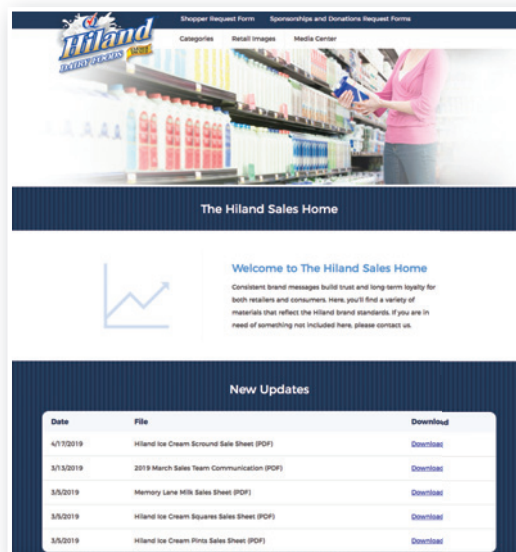 Shopper Request Form Sponsorships and Donations Request Forms
Hiland
DAIRY FOODS
Categories Retail Images Media Center
The Hiland Sales Home
Welcome to The Hiland Sales Home
Consistent brand messages build trust and long-term loyalty for
both retailers and consumers. Here, you'll find a variety of
materials that reflect the Hiland brand standards. If you are in
need of something not included here, please contact us.
New Updates
Date File Download
4/17/2019 Hiland Ice Cream Scround Sale Sheet (PDF) Download
3/13/2019 2019 March Sales Team Communication (PDF) Download
3/5/2019 Memory Lane Milk Sales Sheet (PDF) Download
3/5/2019 Hiland Ice Cream Squares Sales Sheet (PDF) Download
3/5/2019 Hiland Ice Cream Pints Sales Sheet (PDF) Download